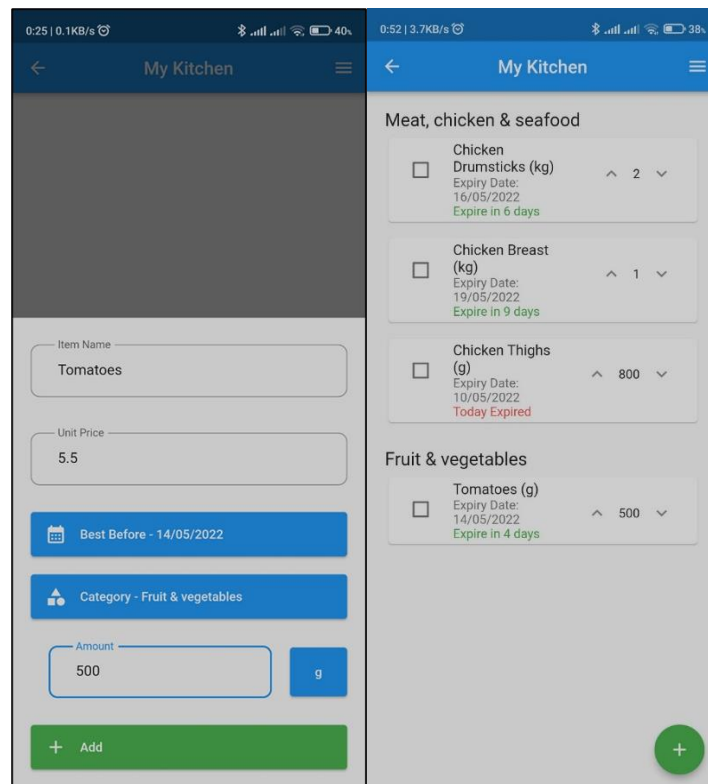 0:25 | 0.1KB/s
40%
My Kitchen
Item Name
Tomatoes
Unit Price
5.5
Best Before - 14/05/2022
Category - Fruit & vegetables
Amount
500
g
+ Add
0:52 | 3.7KB/s
38%
My Kitchen
Meat, chicken & seafood
Chicken
Drumsticks (kg)
Expiry Date:
16/05/2022
Expire in 6 days
2
Chicken Breast
(kg)
Expiry Date:
19/05/2022
Expire in 9 days
1
Chicken Thighs
(g)
Expiry Date:
10/05/2022
Today Expired
800
Fruit & vegetables
Tomatoes (g)
Expiry Date:
14/05/2022
Expire in 4 days
500
+